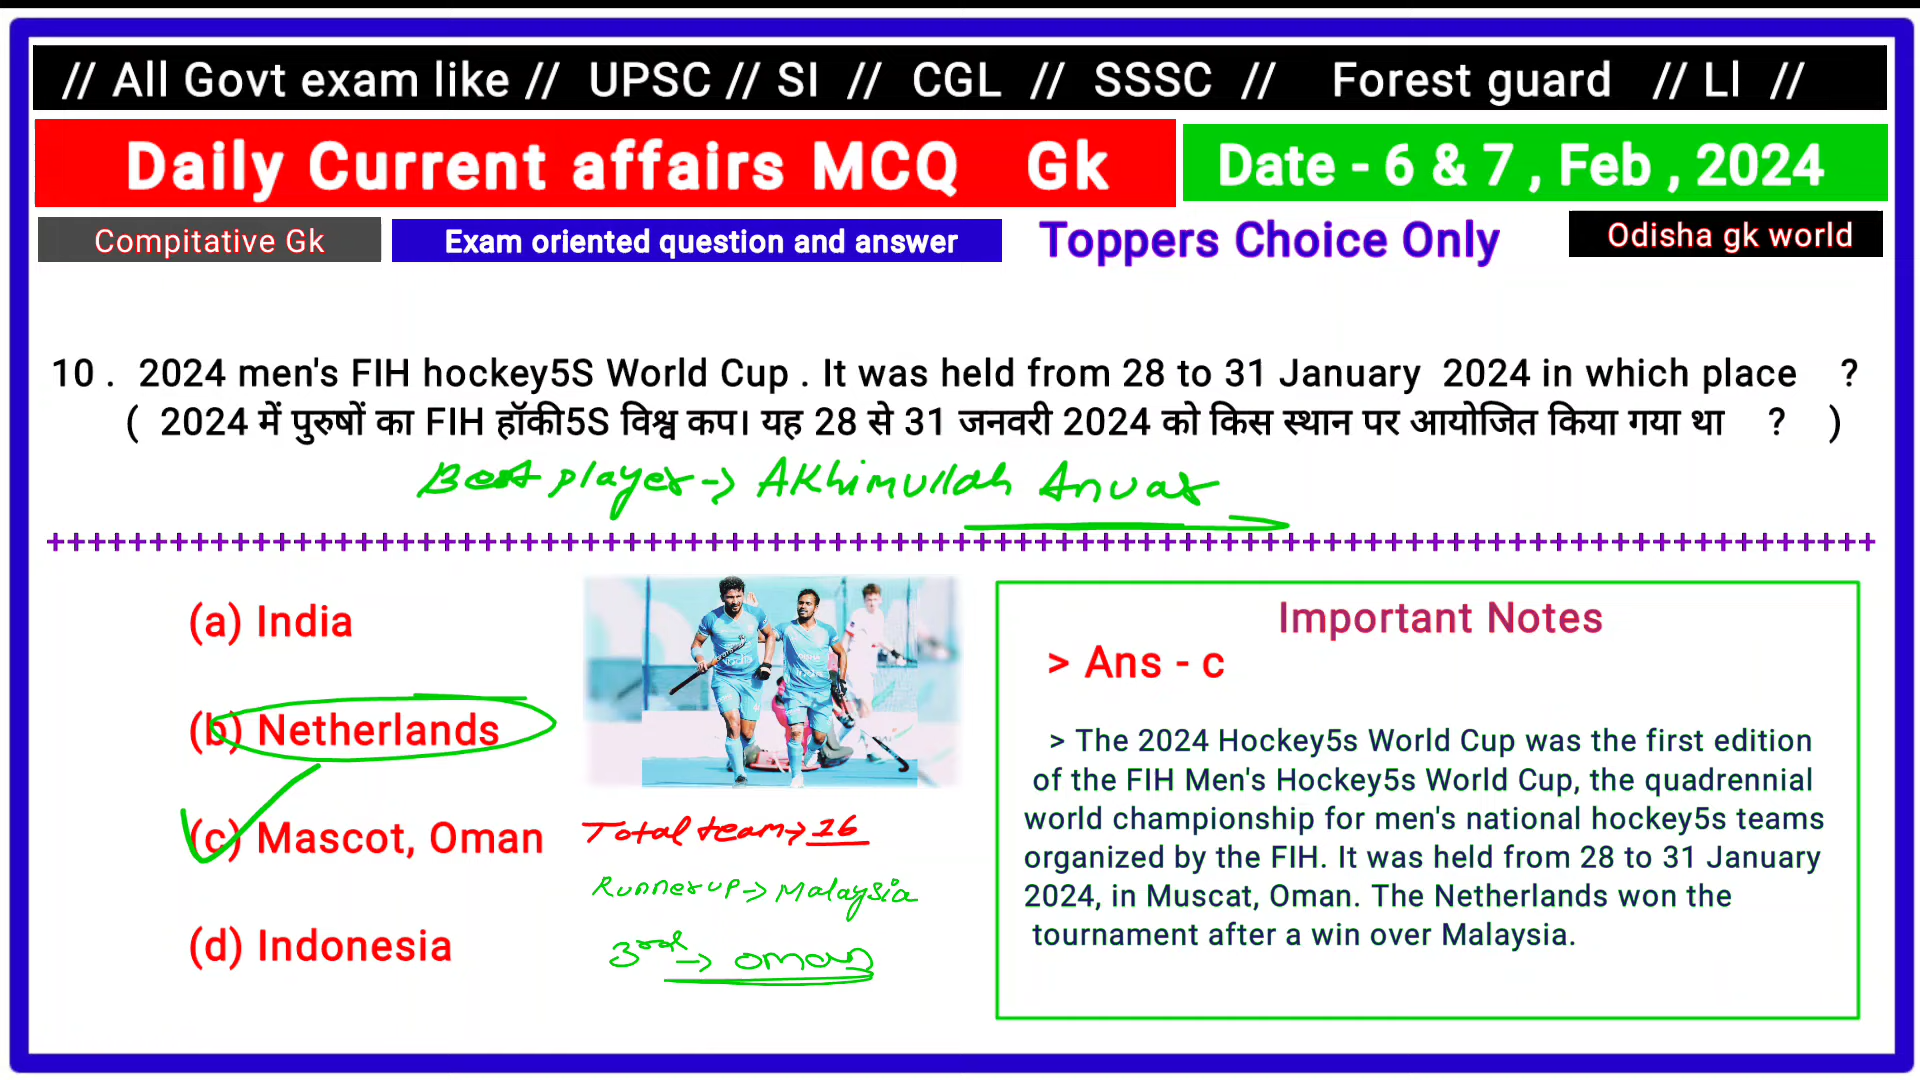 // All Govt exam like // UPSC // SI // CGL // SSSC // Forest guard // LI //
Daily Current affairs MCQ Gk
Date - 6 & 7 , Feb , 2024
Compitative Gk
Exam oriented question and answer
Toppers Choice Only
Odisha gk world
10 . 2024 men's FIH hockey5S World Cup . It was held from 28 to 31 January 2024 in which place ?
( 2024 में पुरुषों का FIH हॉकी5S विश्व कप। यह 28 से 31 जनवरी 2024 को किस स्थान पर आयोजित किया गया था ? )
Best player -> AKhimullah Anuar
+++++++++++++++++++++++++++++++++++++++++++++++++++++++++++++++++++++++++++
(a) India
(b) Netherlands
(c) Mascot, Oman
(d) Indonesia
Total team -> 16
Runner up -> Malaysia
3rd -> oman
Important Notes
> Ans - c
> The 2024 Hockey5s World Cup was the first edition
of the FIH Men's Hockey5s World Cup, the quadrennial
world championship for men's national hockey5s teams
organized by the FIH. It was held from 28 to 31 January
2024, in Muscat, Oman. The Netherlands won the
tournament after a win over Malaysia.